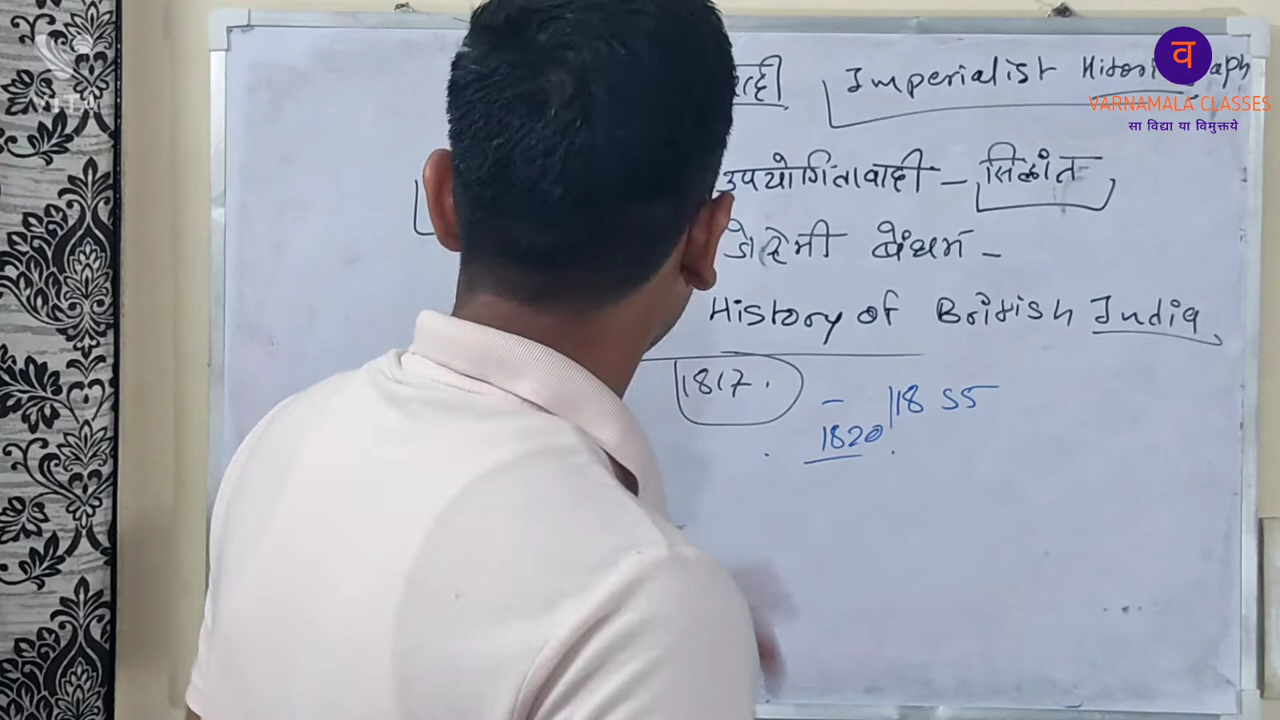 Imperialist
व
VARNAMALA CLASSES
सा विद्या या विमुक्तये
उपयोगितावादी – सिद्धांत
बेंथम –
History of British India
1817. – 1820 1855